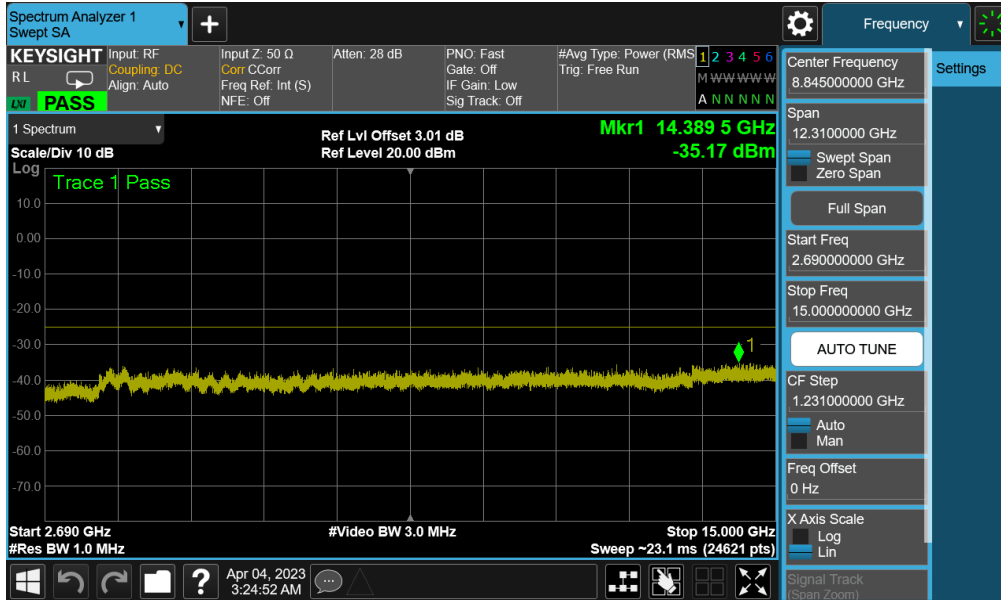 Spectrum Analyzer 1
Swept SA
Frequency
KEYSIGHT
RL
LXI
PASS
Input: RF
Coupling: DC
Align: Auto
Input Z: 50 Ω
Corr CCorr
Freq Ref: Int (S)
NFE: Off
Atten: 28 dB
PNO: Fast
Gate: Off
IF Gain: Low
Sig Track: Off
#Avg Type: Power (RMS
Trig: Free Run
1 2 3 4 5 6
M W W W W W
A N N N N N
1 Spectrum
Scale/Div 10 dB
Ref Lvl Offset 3.01 dB
Ref Level 20.00 dBm
Mkr1 14.389 5 GHz
-35.17 dBm
Log
Trace 1 Pass
10.0
0.00
-10.0
-20.0
-30.0
-40.0
-50.0
-60.0
-70.0
1
Start 2.690 GHz
#Video BW 3.0 MHz
Stop 15.000 GHz
#Res BW 1.0 MHz
Sweep ~23.1 ms (24621 pts)
Center Frequency
8.845000000 GHz
Span
12.3100000 GHz
Swept Span
Zero Span
Full Span
Start Freq
2.690000000 GHz
Stop Freq
15.000000000 GHz
AUTO TUNE
CF Step
1.231000000 GHz
Auto
Man
Freq Offset
0 Hz
X Axis Scale
Log
Lin
Signal Track
(Span Zoom)
Settings
?
Apr 04, 2023
3:24:52 AM